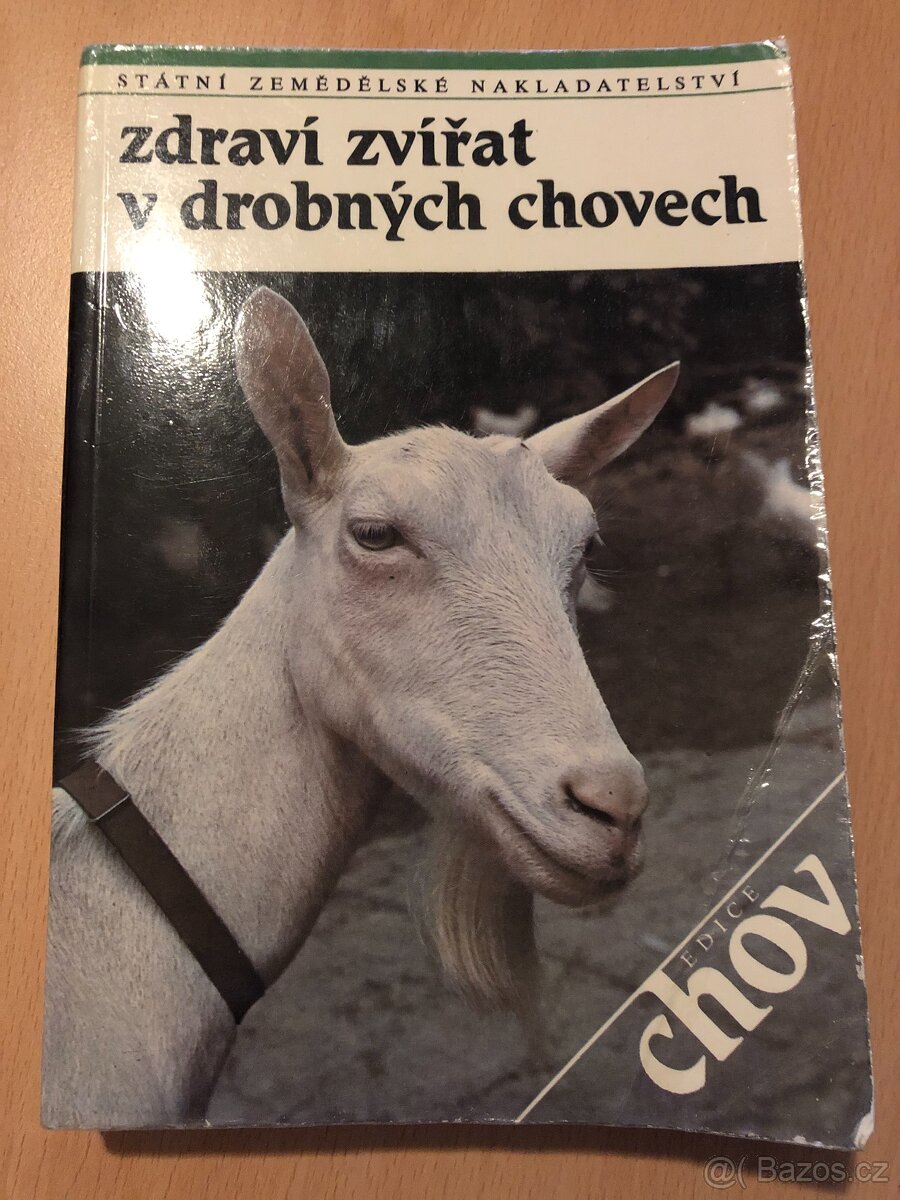 STÁTNÍ ZEMĚDĚLSKÉ NAKLADATELSTVÍ
zdraví zvířat
v drobných chovech
EDICE
chov
@( Bazos.cz